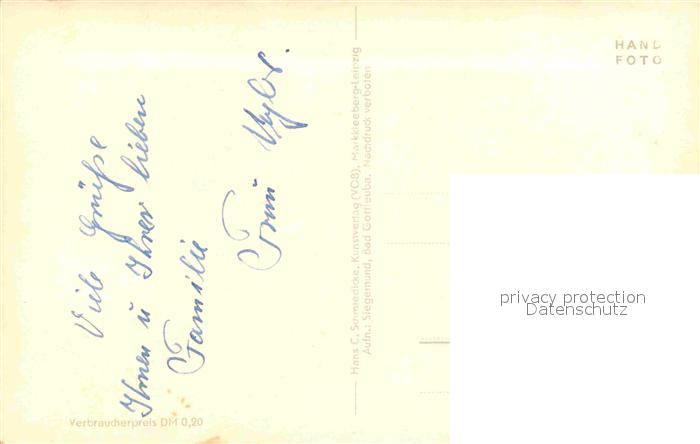 Viele Grüße
Ihnen u Ihrer lieben
Familie
Frau
Hans C. Schmiedicke, Kunstverlag (VOB), Markkleeberg-Leipzig
Aufn.: Siegemund, Bad Gottleuba. Nachdruck verboten
HAND
FOTO
privacy protection
Datenschutz
Verbraucherpreis DM 0,20